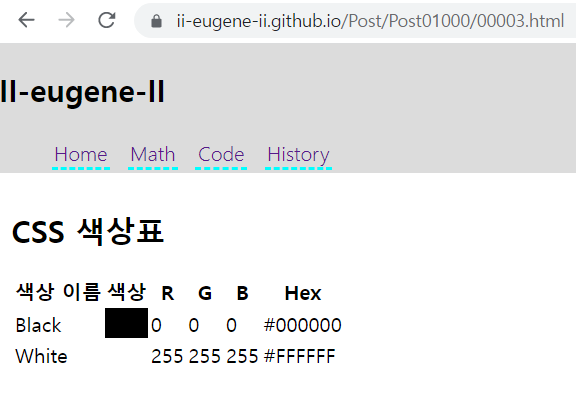 ii-eugene-ii.github.io/Post/Post01000/00003.html
II-eugene-II
Home Math Code History
CSS 색상표
색상 이름 색상 R G B Hex
Black 0 0 0 #000000
White 255 255 255 #FFFFFF